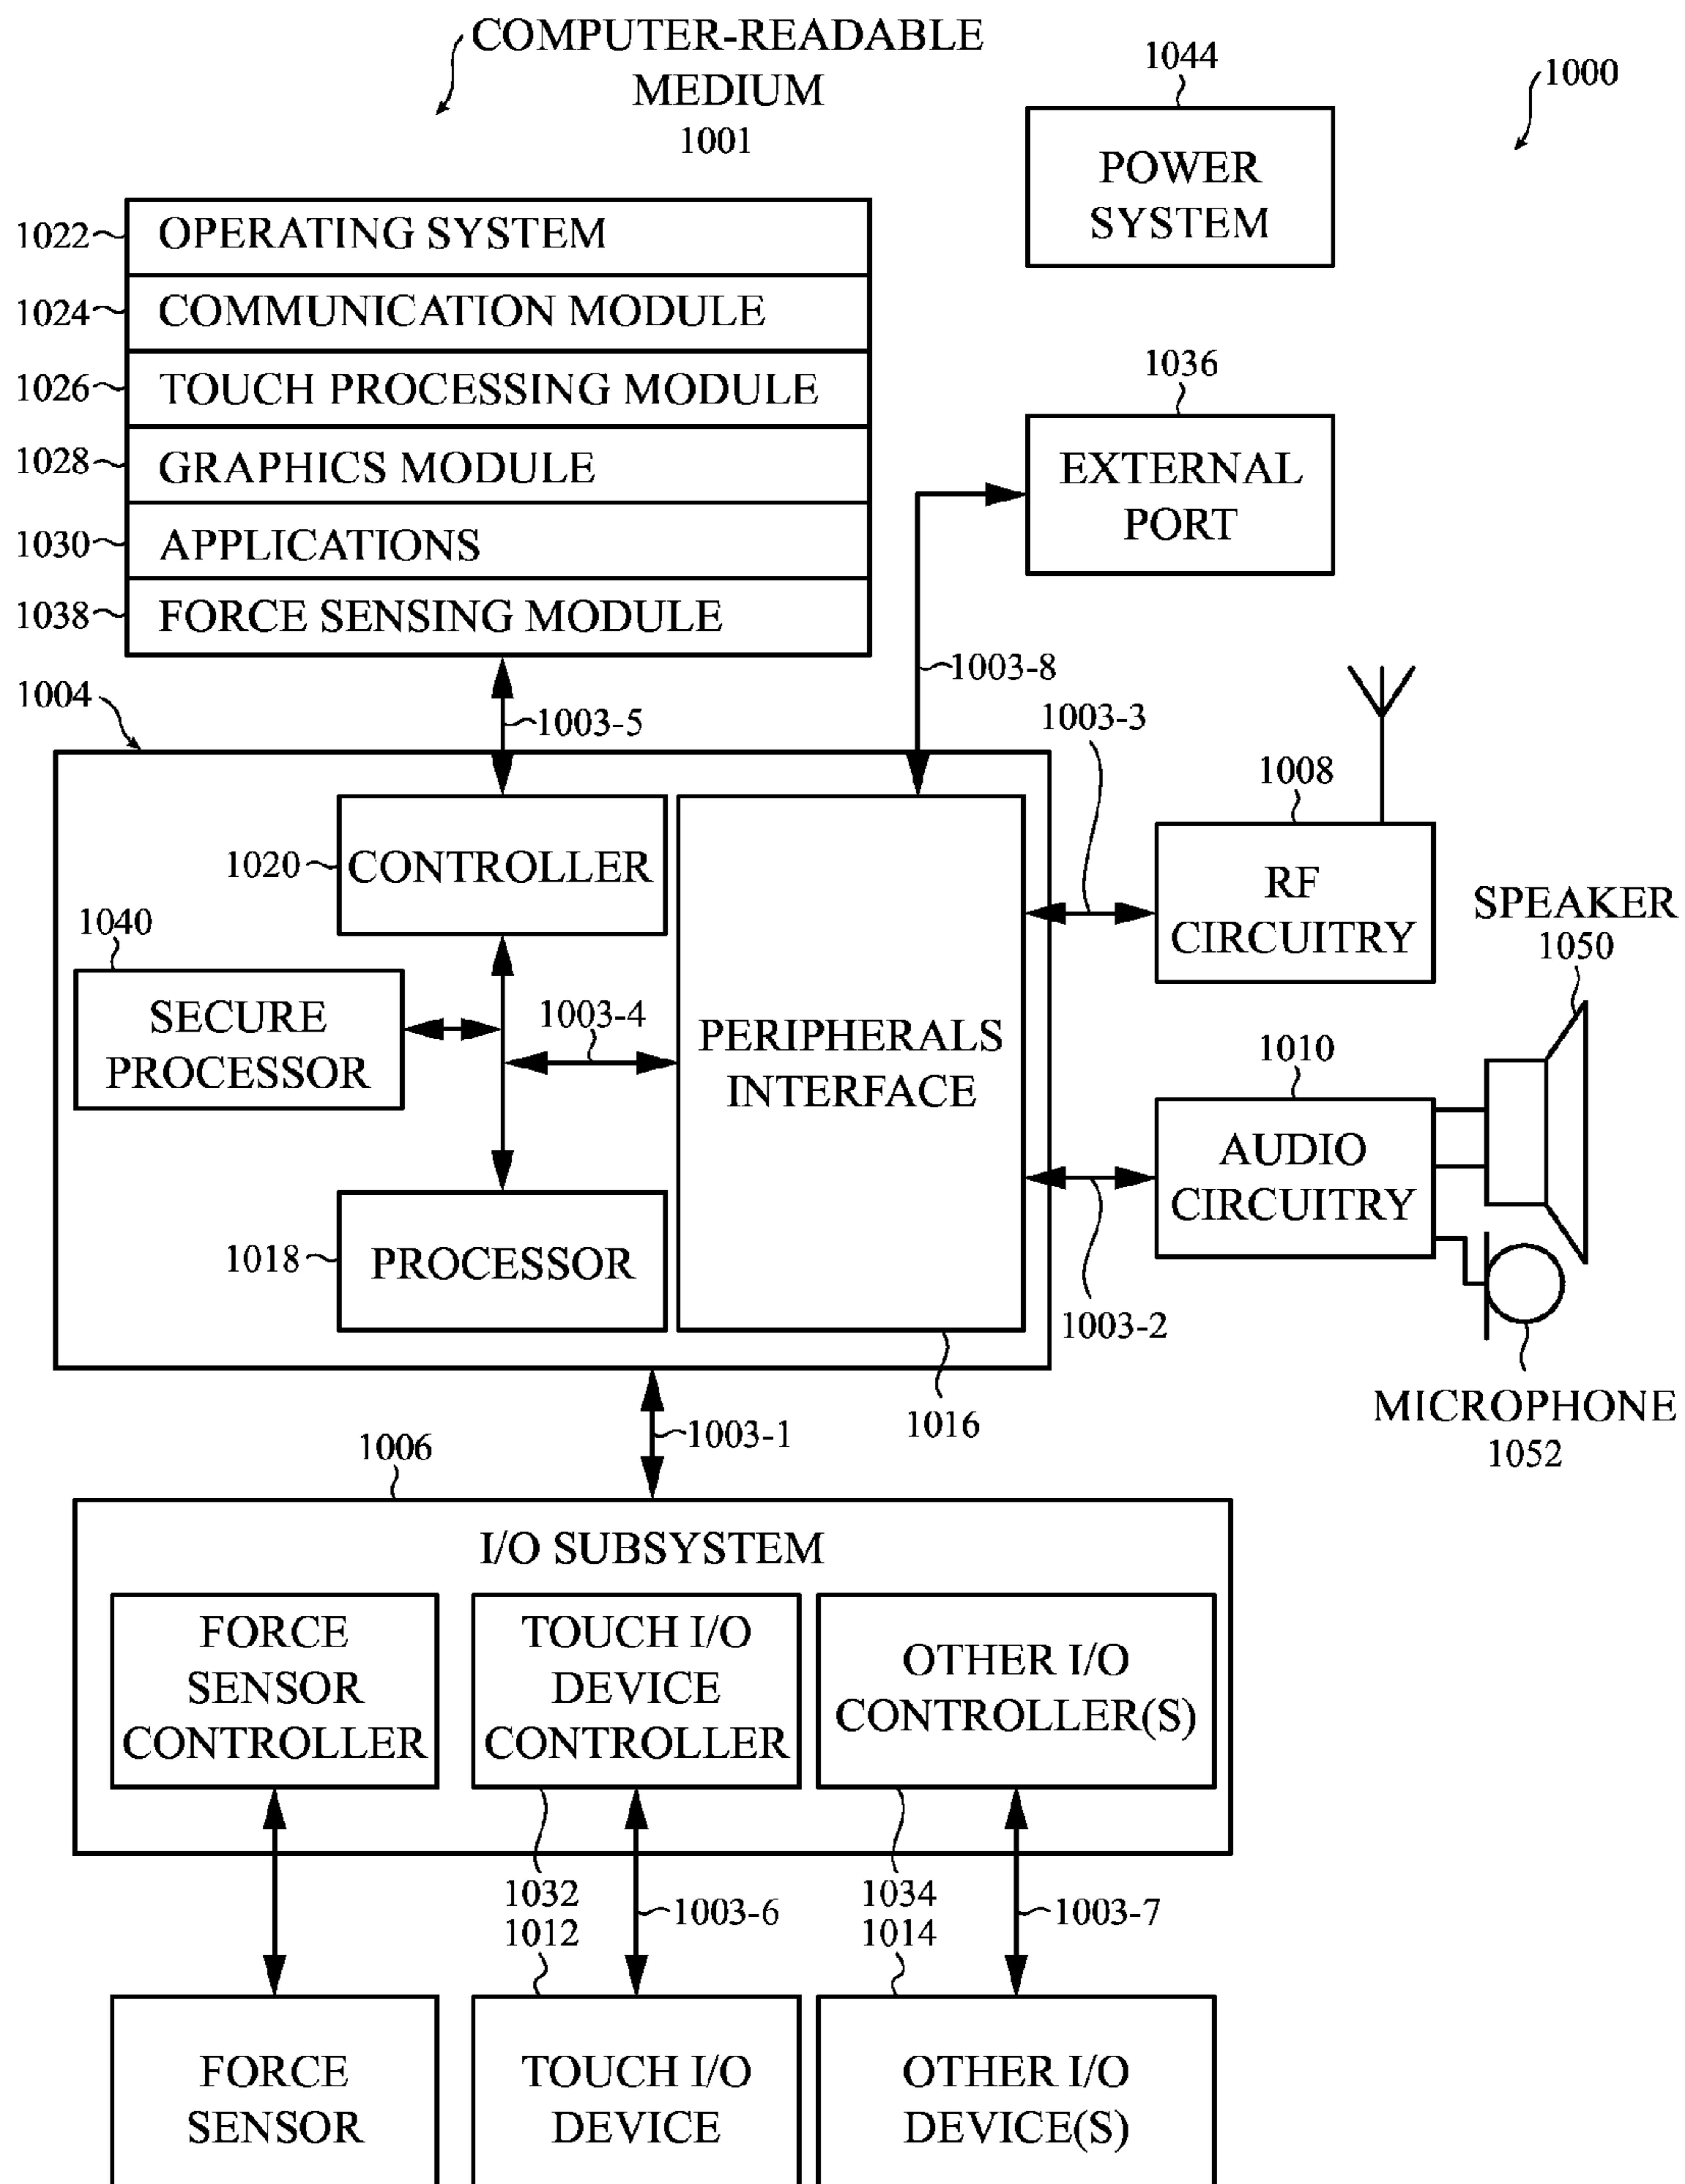 COMPUTER-READABLE
MEDIUM
1001
1044
1000
POWER
SYSTEM
1022
OPERATING SYSTEM
1024
COMMUNICATION MODULE
1026
TOUCH PROCESSING MODULE
1028
GRAPHICS MODULE
1030
APPLICATIONS
1038
FORCE SENSING MODULE
1036
EXTERNAL
PORT
1003-8
1003-5
1004
1003-3
1008
RF
CIRCUITRY
1020
CONTROLLER
1040
SECURE
PROCESSOR
1003-4
PERIPHERALS
INTERFACE
SPEAKER
1050
1010
AUDIO
CIRCUITRY
1018
PROCESSOR
1003-2
1016
MICROPHONE
1052
1003-1
1006
I/O SUBSYSTEM
FORCE
SENSOR
CONTROLLER
TOUCH I/O
DEVICE
CONTROLLER
OTHER I/O
CONTROLLER(S)
1032
1003-6
1034
1003-7
1012
1014
FORCE
SENSOR
TOUCH I/O
DEVICE
OTHER I/O
DEVICE(S)